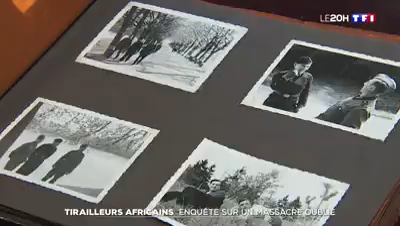 LE20H TF1
TIRAILLEURS AFRICAINS ENQUÊTE SUR UN MASSACRE OUBLIÉ